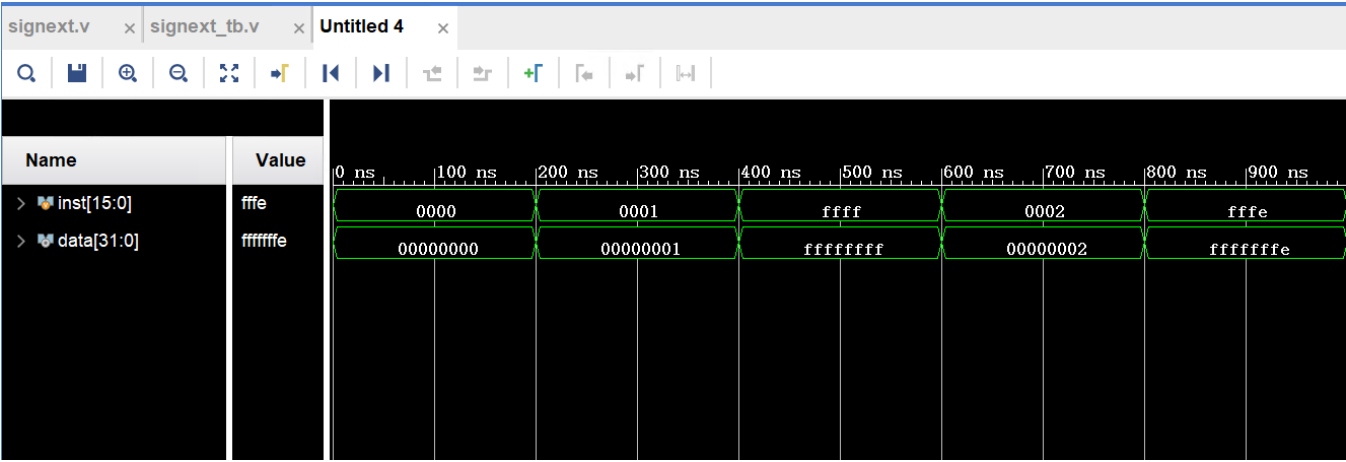 signext.v × signext_tb.v × Untitled 4 ×
Name Value
0 ns 100 ns 200 ns 300 ns 400 ns 500 ns 600 ns 700 ns 800 ns 900 ns
> inst[15:0] fffe 0000 0001 ffff 0002 fffe
> data[31:0] fffffffe 00000000 00000001 ffffffff 00000002 fffffffe